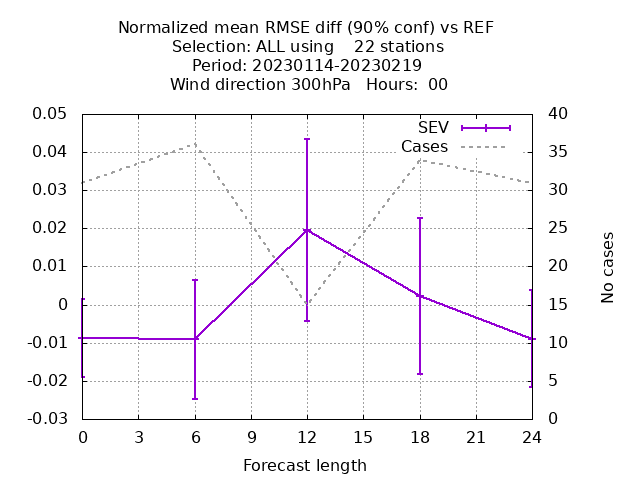 Normalized mean RMSE diff (90% conf) vs REF
Selection: ALL using    22 stations
Period: 20230114-20230219
Wind direction 300hPa   Hours:  00
0.05
0.04
0.03
0.02
0.01
0
-0.01
-0.02
-0.03
SEV
Cases
40
35
30
25
20
15
10
5
0
No cases
0 3 6 9 12 15 18 21 24
Forecast length